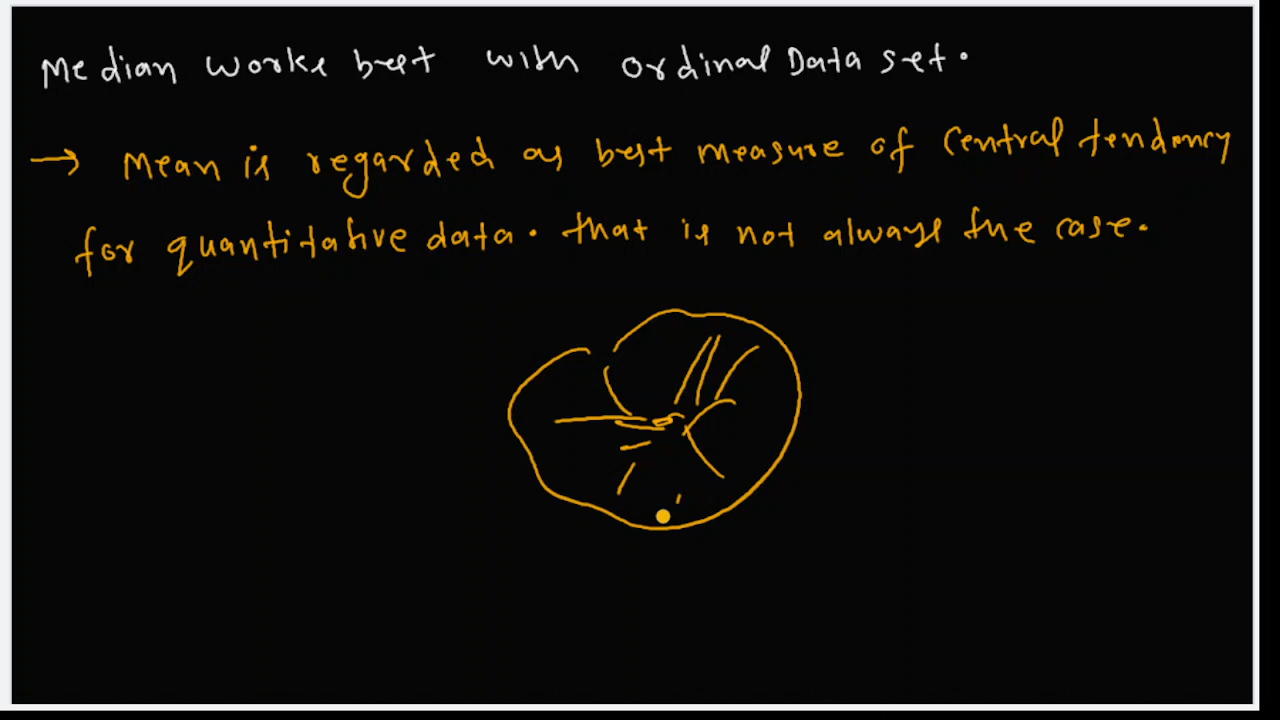 Median works best with ordinal Data set.
→ Mean is regarded as best measure of central tendency
for quantitative data. that is not always the case.